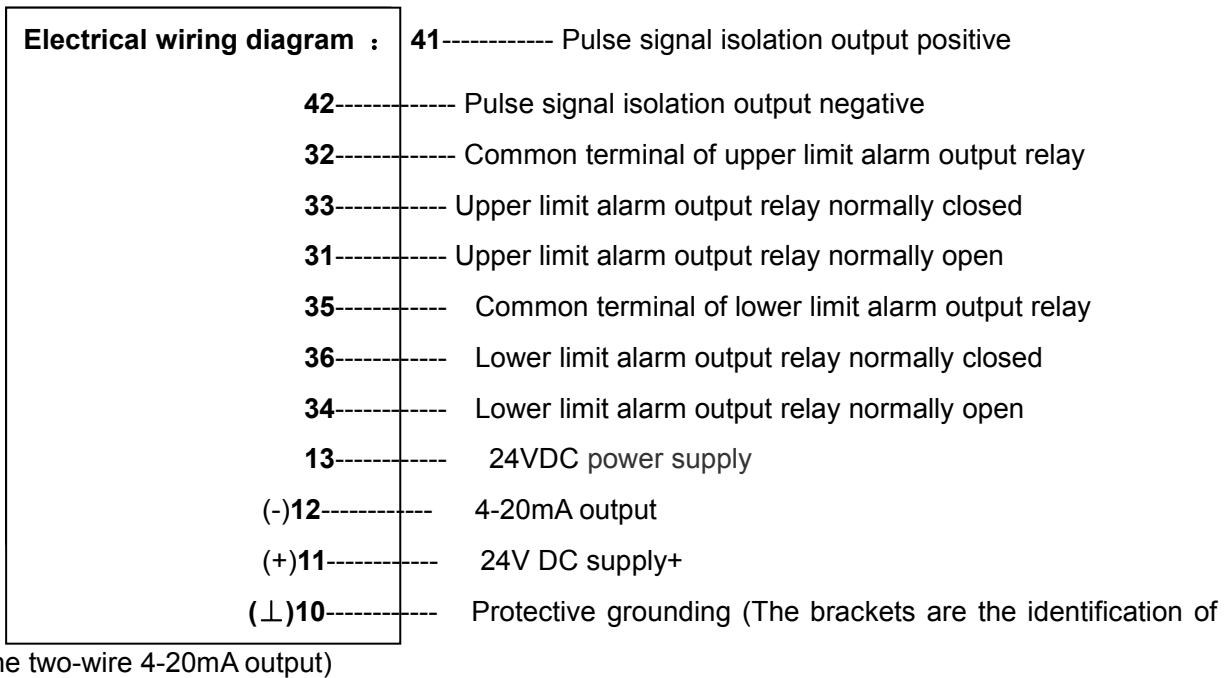 Electrical wiring diagram ： 41------------ Pulse signal isolation output positive
42------------- Pulse signal isolation output negative
32------------- Common terminal of upper limit alarm output relay
33------------ Upper limit alarm output relay normally closed
31------------ Upper limit alarm output relay normally open
35------------ Common terminal of lower limit alarm output relay
36------------ Lower limit alarm output relay normally closed
34------------ Lower limit alarm output relay normally open
13------------ 24VDC power supply
(-)12------------ 4-20mA output
(+)11------------ 24V DC supply+
(⊥)10------------ Protective grounding (The brackets are the identification of
two-wire 4-20mA output)